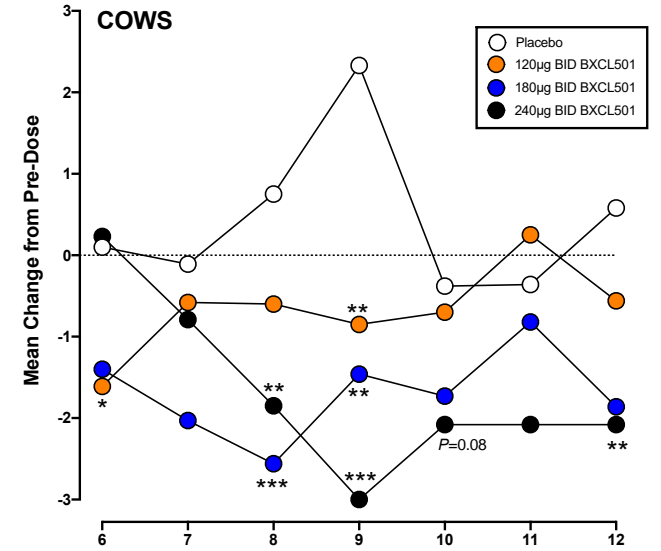 COWS
Placebo
120µg BID BXCL501
180µg BID BXCL501
240µg BID BXCL501
Mean Change from Pre-Dose
3
2
1
0
-1
-2
-3
*
**
***
**
**
***
P=0.08
**
6 7 8 9 10 11 12